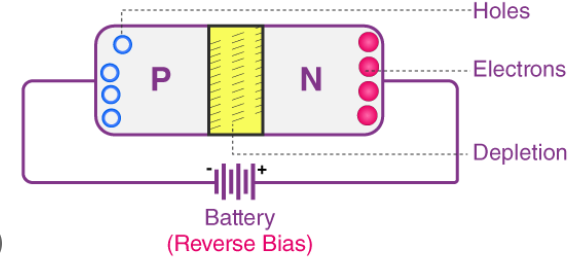 Holes
P
N
Electrons
Depletion
- +
Battery
(Reverse Bias)